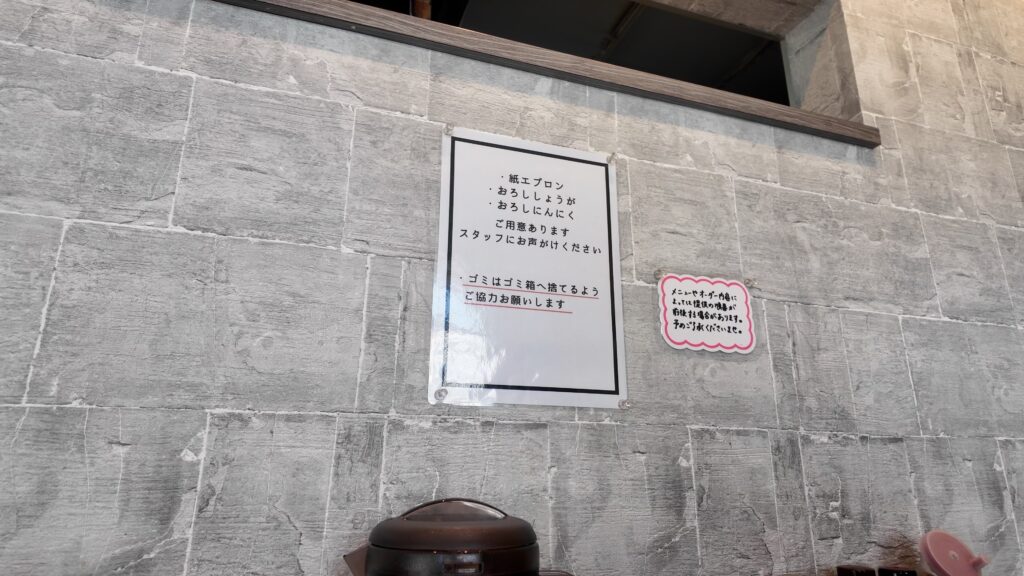 ・紙エプロン
・おろししょうが
・おろしにんにく
ご用意あります
スタッフにお声がけください
・ゴミはゴミ箱へ捨てるよう
ご協力お願いします
メニューやオーダー内容に
よっては提供の順番が
前後する場合があります。
予めご了承くださいませ。